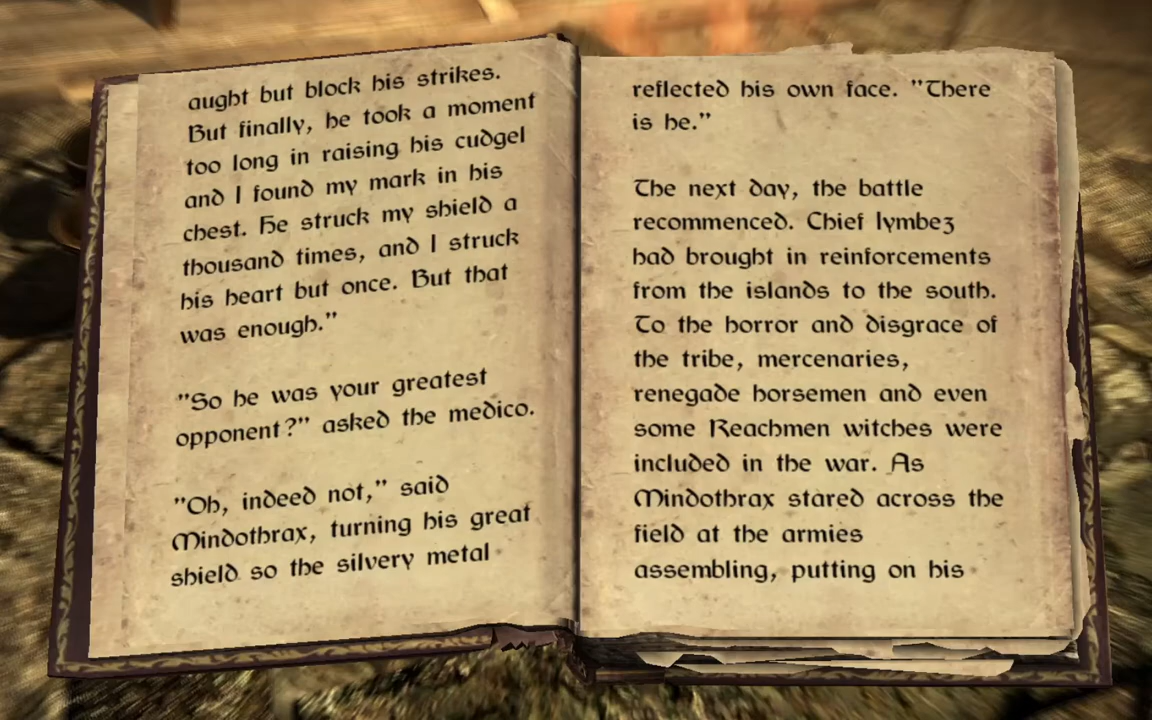 aught but block his strikes.
But finally, he took a moment
too long in raising his cudgel
and I found my mark in his
chest. He struck my shield a
thousand times, and I struck
his heart but once. But that
was enough."
"So he was your greatest
opponent?" asked the medico.
"Oh, indeed not," said
Mindothrax, turning his great
shield so the silvery metal
reflected his own face. "There
is he."
The next day, the battle
recommenced. Chief Iymbez
had brought in reinforcements
from the islands to the south.
To the horror and disgrace of
the tribe, mercenaries,
renegade horsemen and even
some Reachmen witches were
included in the war. As
Mindothrax stared across the
field at the armies
assembling, putting on his